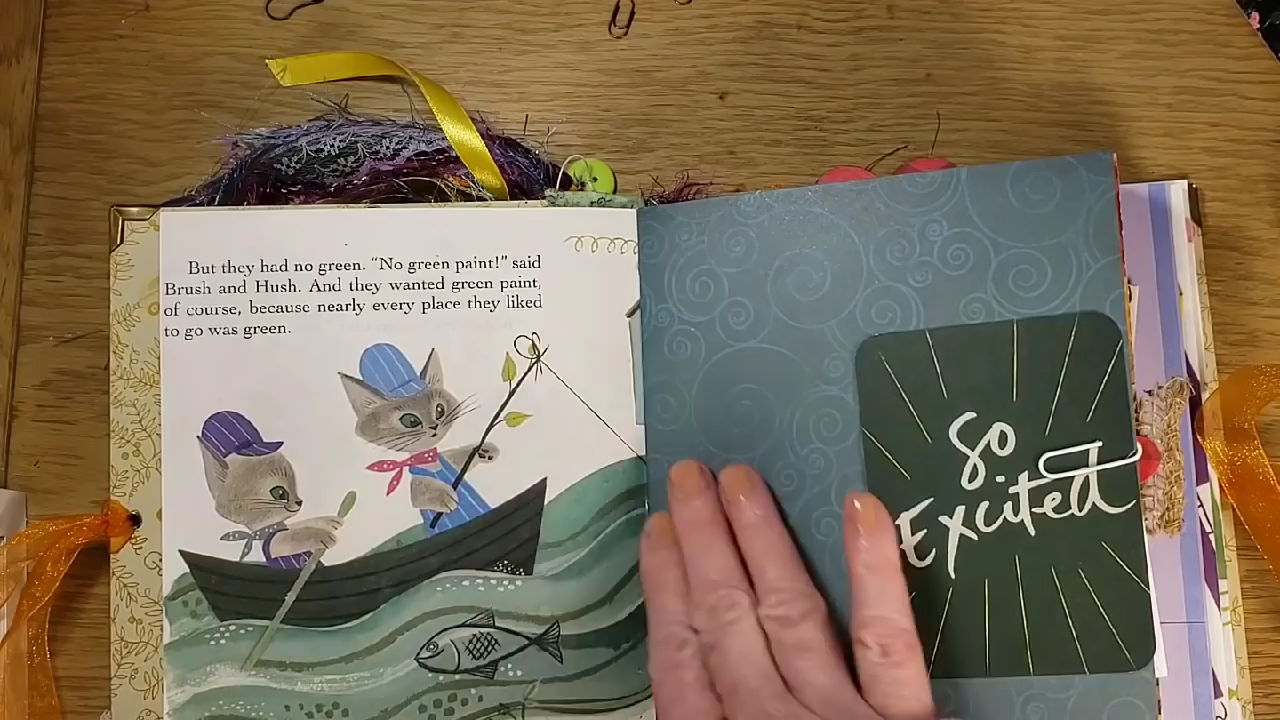 But they had no green. "No green paint!" said
Brush and Hush. And they wanted green paint,
of course, because nearly every place they liked
to go was green.
So
Excited